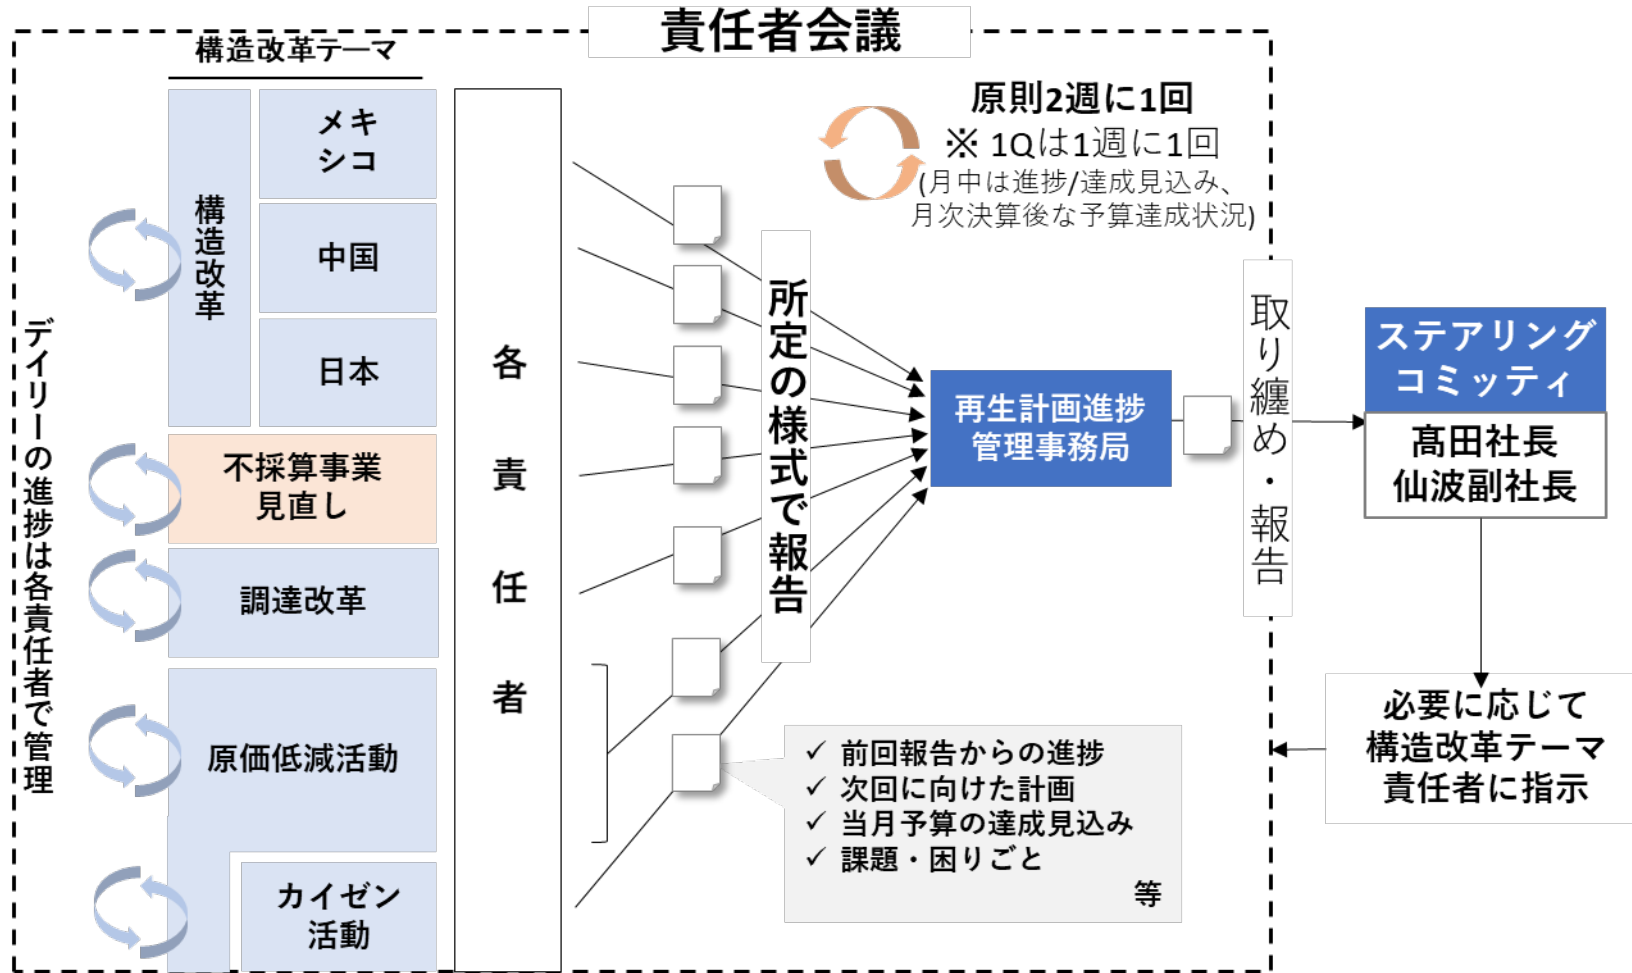 責任者会議
構造改革テーマ
原則2週に1回
※ 1Qは1週に1回
(月中は進捗/達成見込み、
月次決算後な予算達成状況)
デイリーの進捗は各責任者で管理
構造改革
メキ
シコ
中国
日本
不採算事業
見直し
調達改革
原価低減活動
カイゼン
活動
各責任者
所定の様式で報告
再生計画進捗
管理事務局
取り纏め・報告
ステアリング
コミッティ
髙田社長
仙波副社長
必要に応じて
構造改革テーマ
責任者に指示
✓ 前回報告からの進捗
✓ 次回に向けた計画
✓ 当月予算の達成見込み
✓ 課題・困りごと
等